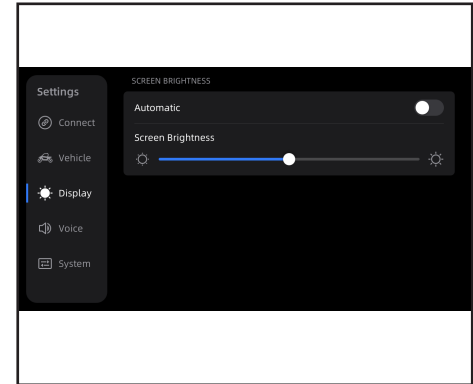 SCREEN BRIGHTNESS
Settings
Automatic
Connect
Screen Brightness
Vehicle
Display
Voice
System